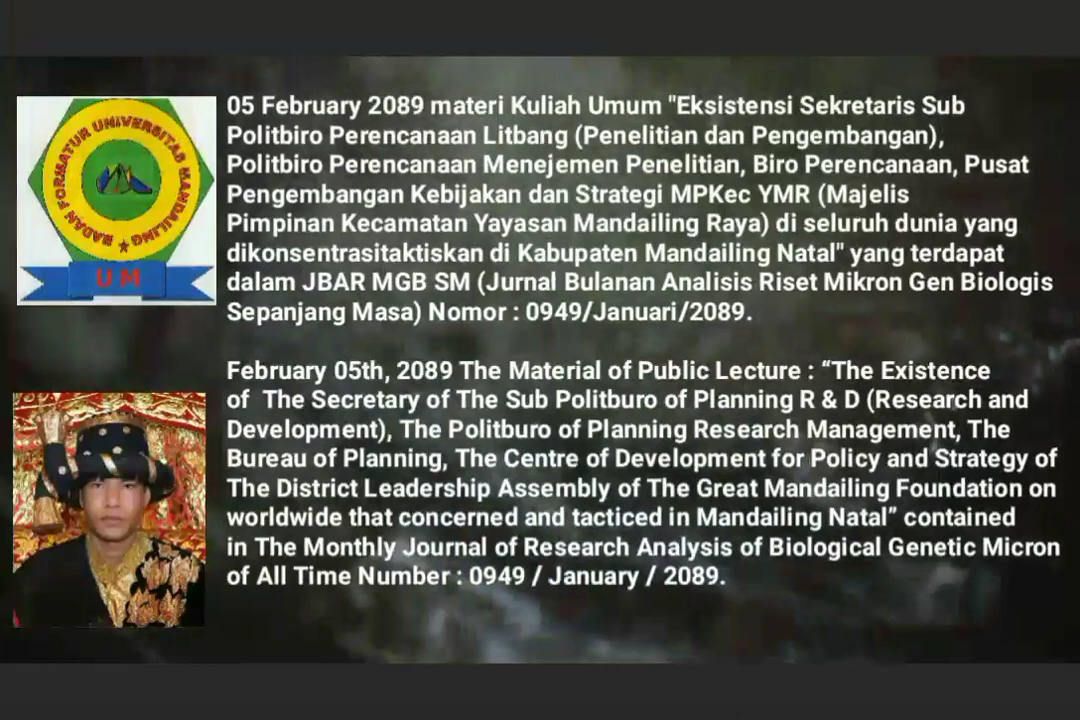 BADAN FORMATUR UNIVERSITAS MANDAILING
UM
05 February 2089 materi Kuliah Umum "Eksistensi Sekretaris Sub
Politbiro Perencanaan Litbang (Penelitian dan Pengembangan),
Politbiro Perencanaan Menejemen Penelitian, Biro Perencanaan, Pusat
Pengembangan Kebijakan dan Strategi MPKec YMR (Majelis
Pimpinan Kecamatan Yayasan Mandailing Raya) di seluruh dunia yang
dikonsentrasitaktiskan di Kabupaten Mandailing Natal" yang terdapat
dalam JBAR MGB SM (Jurnal Bulanan Analisis Riset Mikron Gen Biologis
Sepanjang Masa) Nomor : 0949/Januari/2089.
February 05th, 2089 The Material of Public Lecture : “The Existence
of The Secretary of The Sub Politburo of Planning R & D (Research and
Development), The Politburo of Planning Research Management, The
Bureau of Planning, The Centre of Development for Policy and Strategy of
The District Leadership Assembly of The Great Mandailing Foundation on
worldwide that concerned and tacticed in Mandailing Natal” contained
in The Monthly Journal of Research Analysis of Biological Genetic Micron
of All Time Number : 0949 / January / 2089.